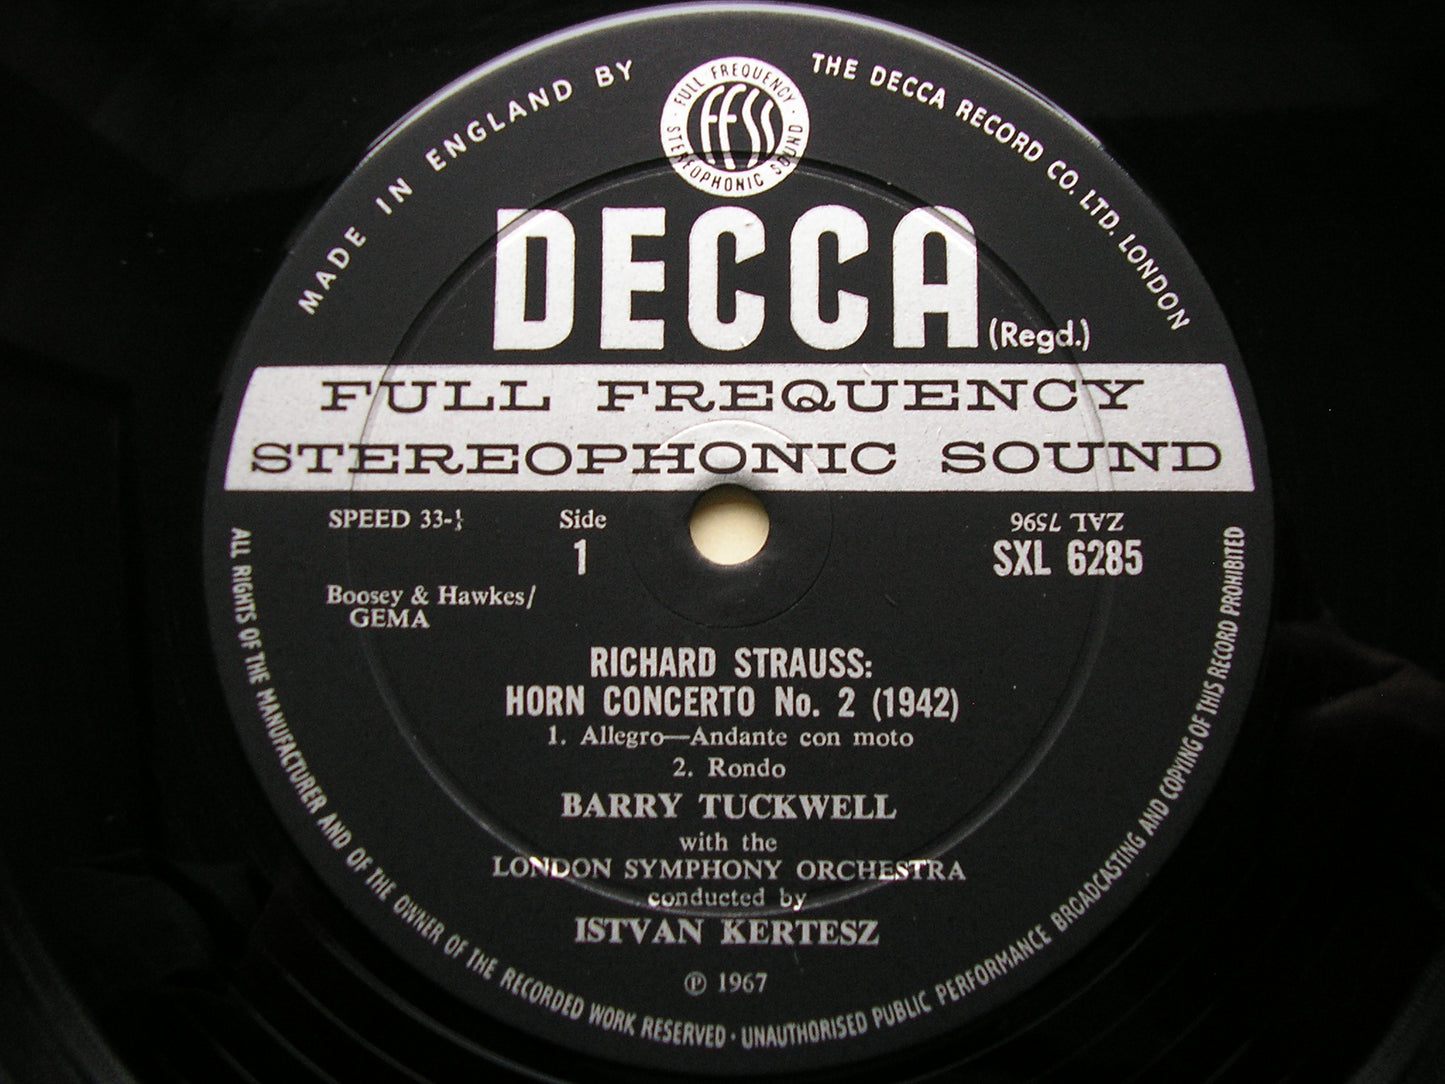 MADE IN ENGLAND BY
THE DECCA RECORD CO. LTD. LONDON
FULL FREQUENCY
FFSS
STEREOPHONIC SOUND
DECCA (Regd.)
FULL FREQUENCY
STEREOPHONIC SOUND
SPEED 33-⅓
Side
1
ZAL 7596
SXL 6285
Boosey & Hawkes/
GEMA
RICHARD STRAUSS:
HORN CONCERTO No. 2 (1942)
1. Allegro—Andante con moto
2. Rondo
BARRY TUCKWELL
with the
LONDON SYMPHONY ORCHESTRA
conducted by
ISTVAN KERTESZ
℗ 1967
ALL RIGHTS OF THE MANUFACTURER AND OF THE OWNER OF THE RECORDED WORK RESERVED · UNAUTHORISED PUBLIC PERFORMANCE BROADCASTING AND COPYING OF THIS RECORD PROHIBITED